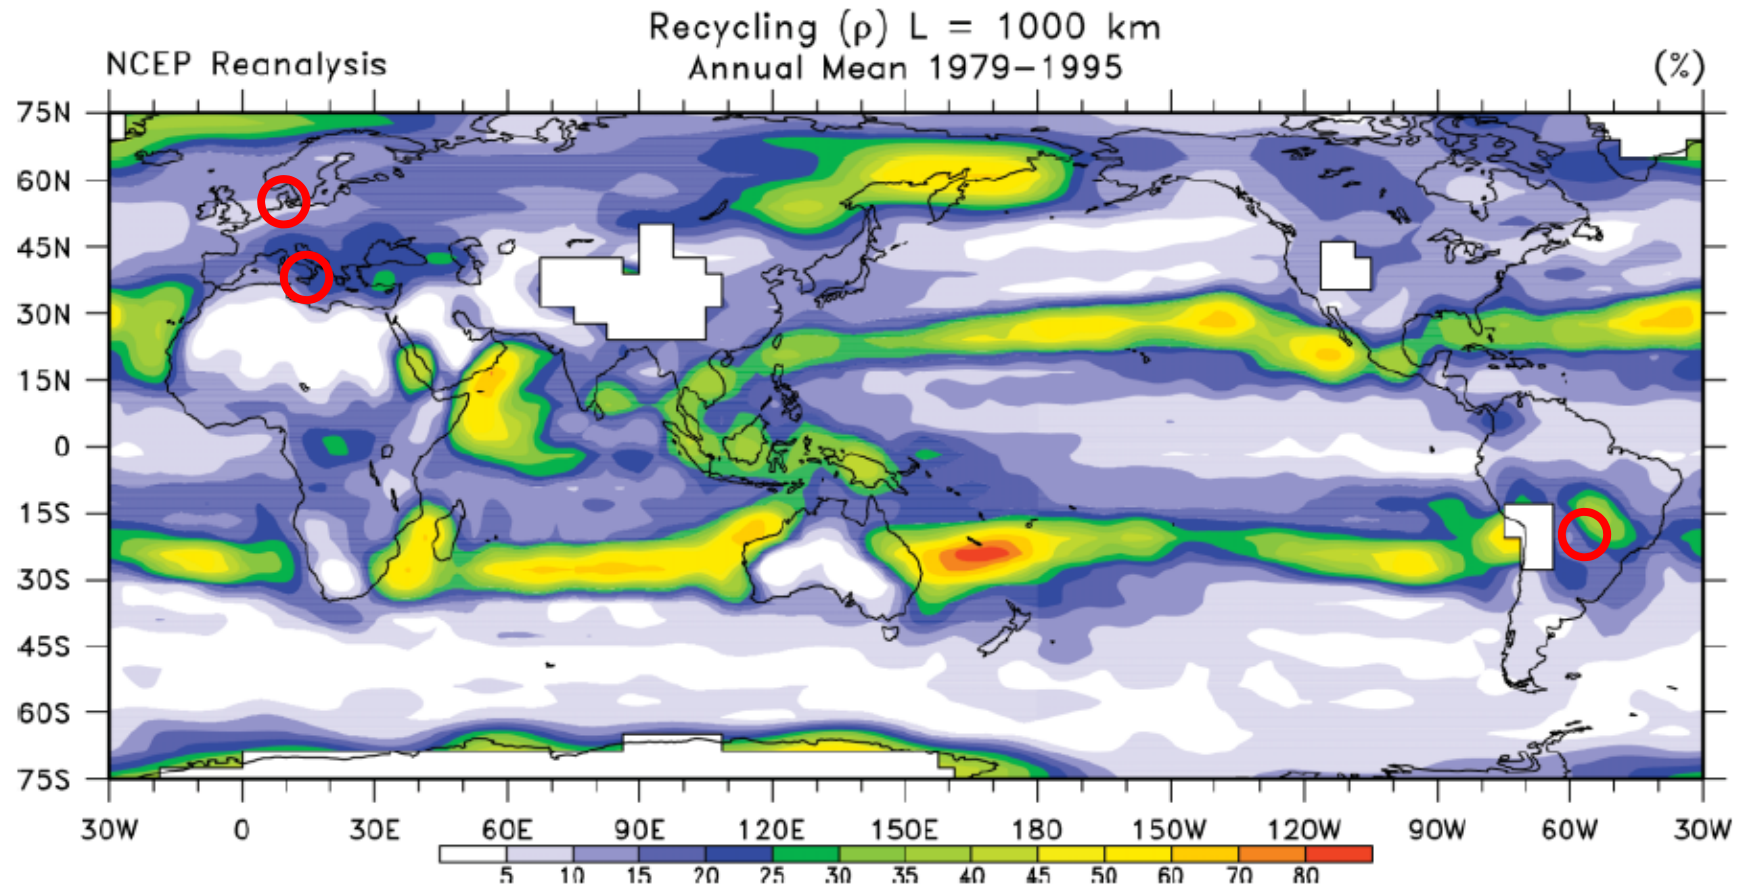 Recycling (ρ) L = 1000 km
NCEP Reanalysis
Annual Mean 1979–1995
(%)
75N
60N
45N
30N
15N
0
15S
30S
45S
60S
75S
30W 0 30E 60E 90E 120E 150E 180 150W 120W 90W 60W 30W
5 10 15 20 25 30 35 40 45 50 60 70 80